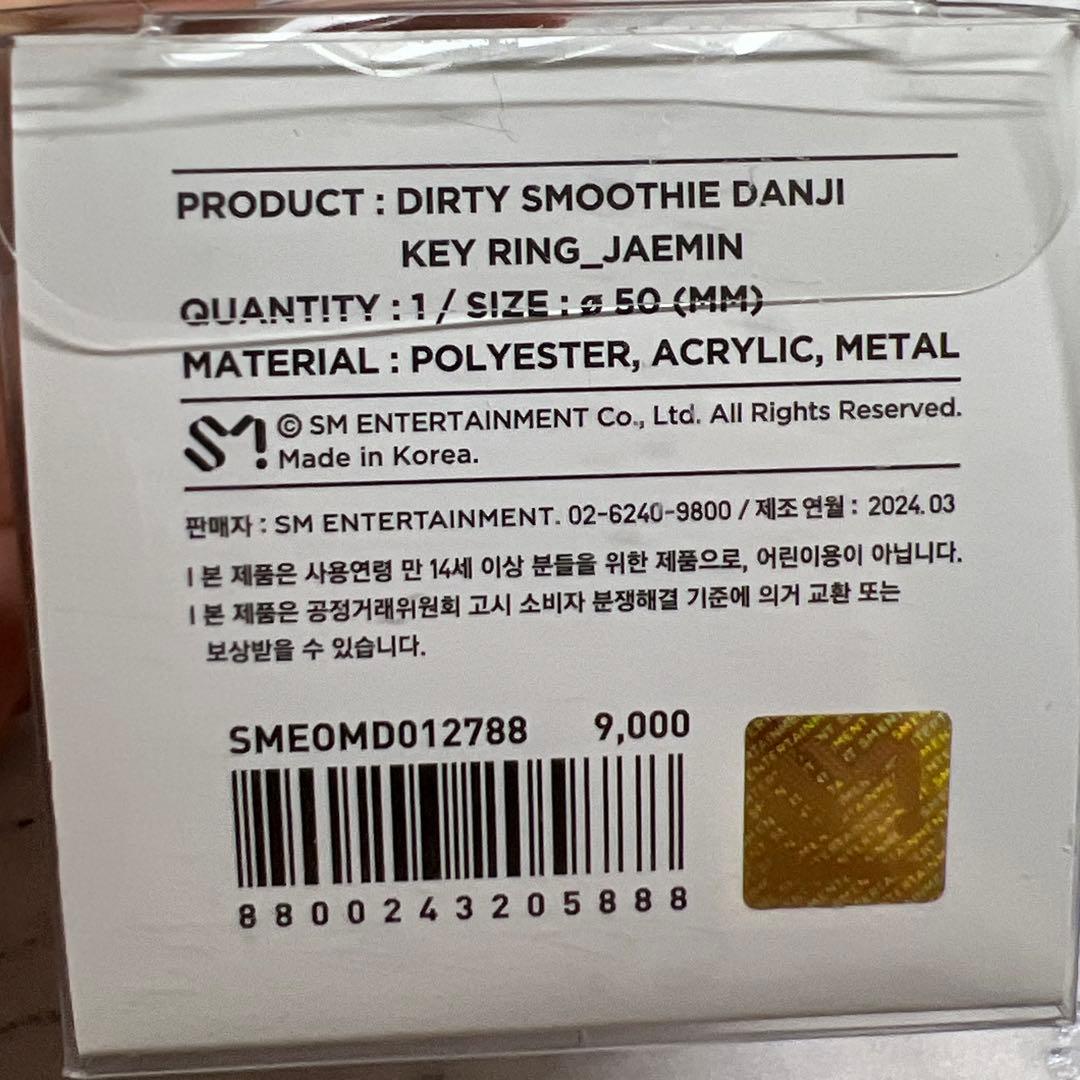 PRODUCT : DIRTY SMOOTHIE DANJI
KEY RING_JAEMIN
QUANTITY : 1 / SIZE : ø 50 (MM)
MATERIAL : POLYESTER, ACRYLIC, METAL
SM! © SM ENTERTAINMENT Co., Ltd. All Rights Reserved.
Made in Korea.
판매자 : SM ENTERTAINMENT. 02-6240-9800 / 제조연월 : 2024.03
l 본 제품은 사용연령 만 14세 이상 분들을 위한 제품으로, 어린이용이 아닙니다.
l 본 제품은 공정거래위원회 고시 소비자 분쟁해결 기준에 의거 교환 또는
보상받을 수 있습니다.
SMEOMD012788 9,000
8800243205888